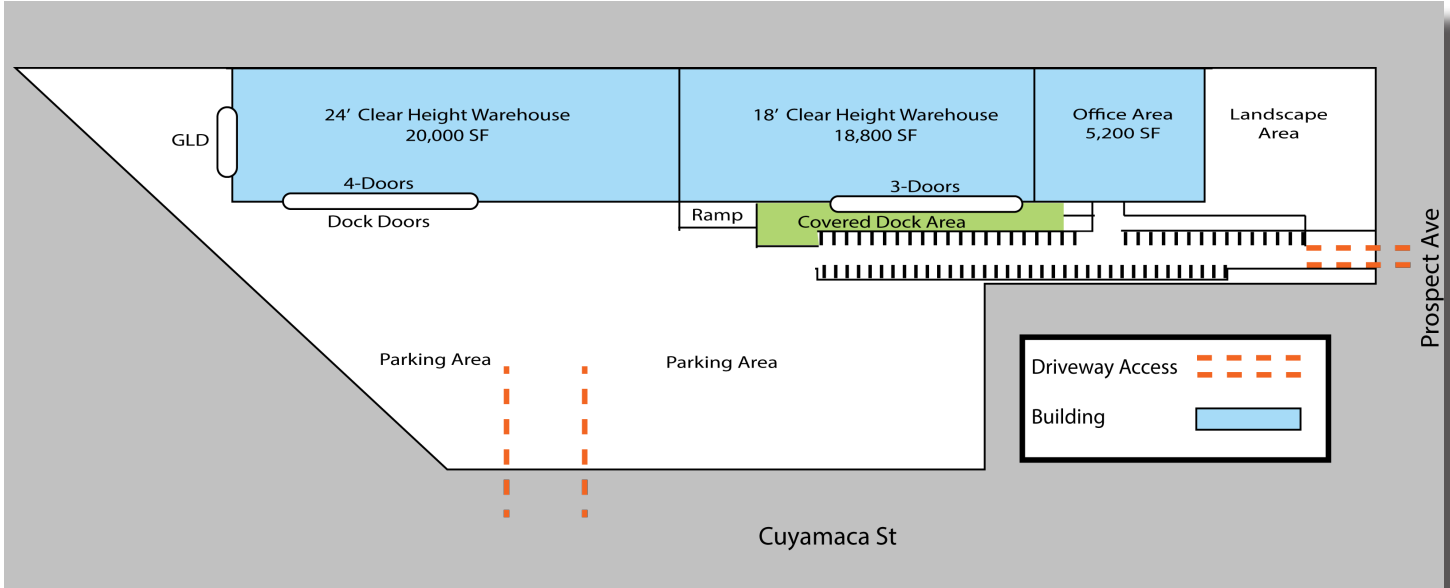 24’ Clear Height Warehouse
20,000 SF
18’ Clear Height Warehouse
18,800 SF
Office Area
5,200 SF
Landscape
Area
GLD
4-Doors
Dock Doors
3-Doors
Ramp
Covered Dock Area
Prospect Ave
Parking Area
Parking Area
Driveway Access
Building
Cuyamaca St